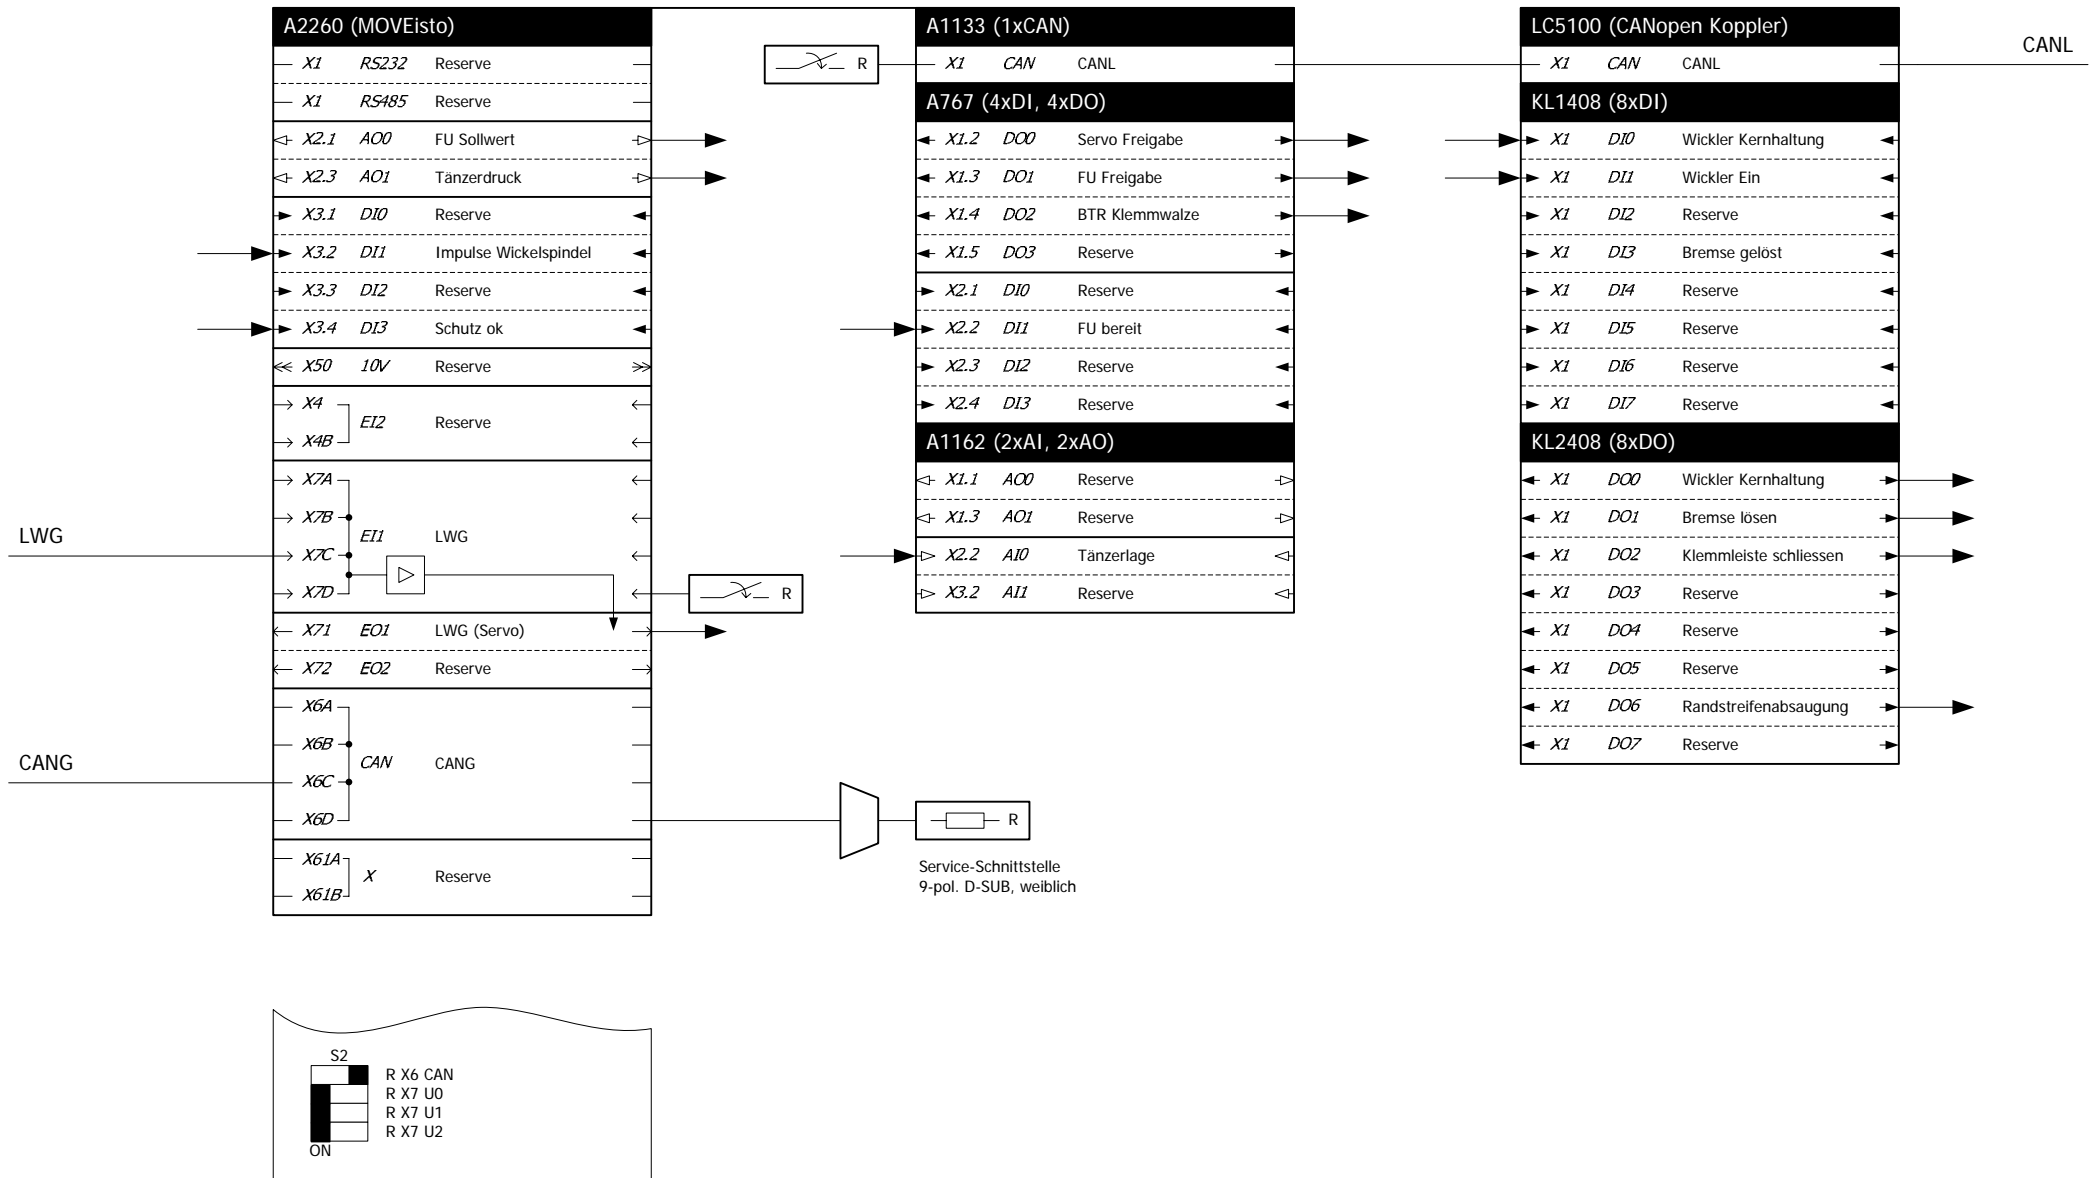 A2260 (MOVEisto)
X1 RS232 Reserve
X1 RS485 Reserve
X2.1 AO0 FU Sollwert
X2.3 AO1 Tänzerdruck
X3.1 DI0 Reserve
X3.2 DI1 Impulse Wickelspindel
X3.3 DI2 Reserve
X3.4 DI3 Schutz ok
X50 10V Reserve
X4
EI2 Reserve
X4B
X7A
X7B
LWG
EI1 LWG
X7C
X7D
R
X71 EO1 LWG (Servo)
X72 EO2 Reserve
X6A
X6B
CANG
CAN CANG
X6C
X6D
R
Service-Schnittstelle
9-pol. D-SUB, weiblich
X61A
X Reserve
X61B
A1133 (1xCAN)
R X1 CAN CANL
A767 (4xDI, 4xDO)
X1.2 DO0 Servo Freigabe
X1.3 DO1 FU Freigabe
X1.4 DO2 BTR Klemmwalze
X1.5 DO3 Reserve
X2.1 DI0 Reserve
X2.2 DI1 FU bereit
X2.3 DI2 Reserve
X2.4 DI3 Reserve
A1162 (2xAI, 2xAO)
X1.1 AO0 Reserve
X1.3 AO1 Reserve
X2.2 AI0 Tänzerlage
X3.2 AI1 Reserve
LC5100 (CANopen Koppler)
CANL
X1 CAN CANL
KL1408 (8xDI)
X1 DI0 Wickler Kernhaltung
X1 DI1 Wickler Ein
X1 DI2 Reserve
X1 DI3 Bremse gelöst
X1 DI4 Reserve
X1 DI5 Reserve
X1 DI6 Reserve
X1 DI7 Reserve
KL2408 (8xDO)
X1 DO0 Wickler Kernhaltung
X1 DO1 Bremse lösen
X1 DO2 Klemmleiste schliessen
X1 DO3 Reserve
X1 DO4 Reserve
X1 DO5 Reserve
X1 DO6 Randstreifenabsaugung
X1 DO7 Reserve
S2
R X6 CAN
R X7 U0
R X7 U1
R X7 U2
ON